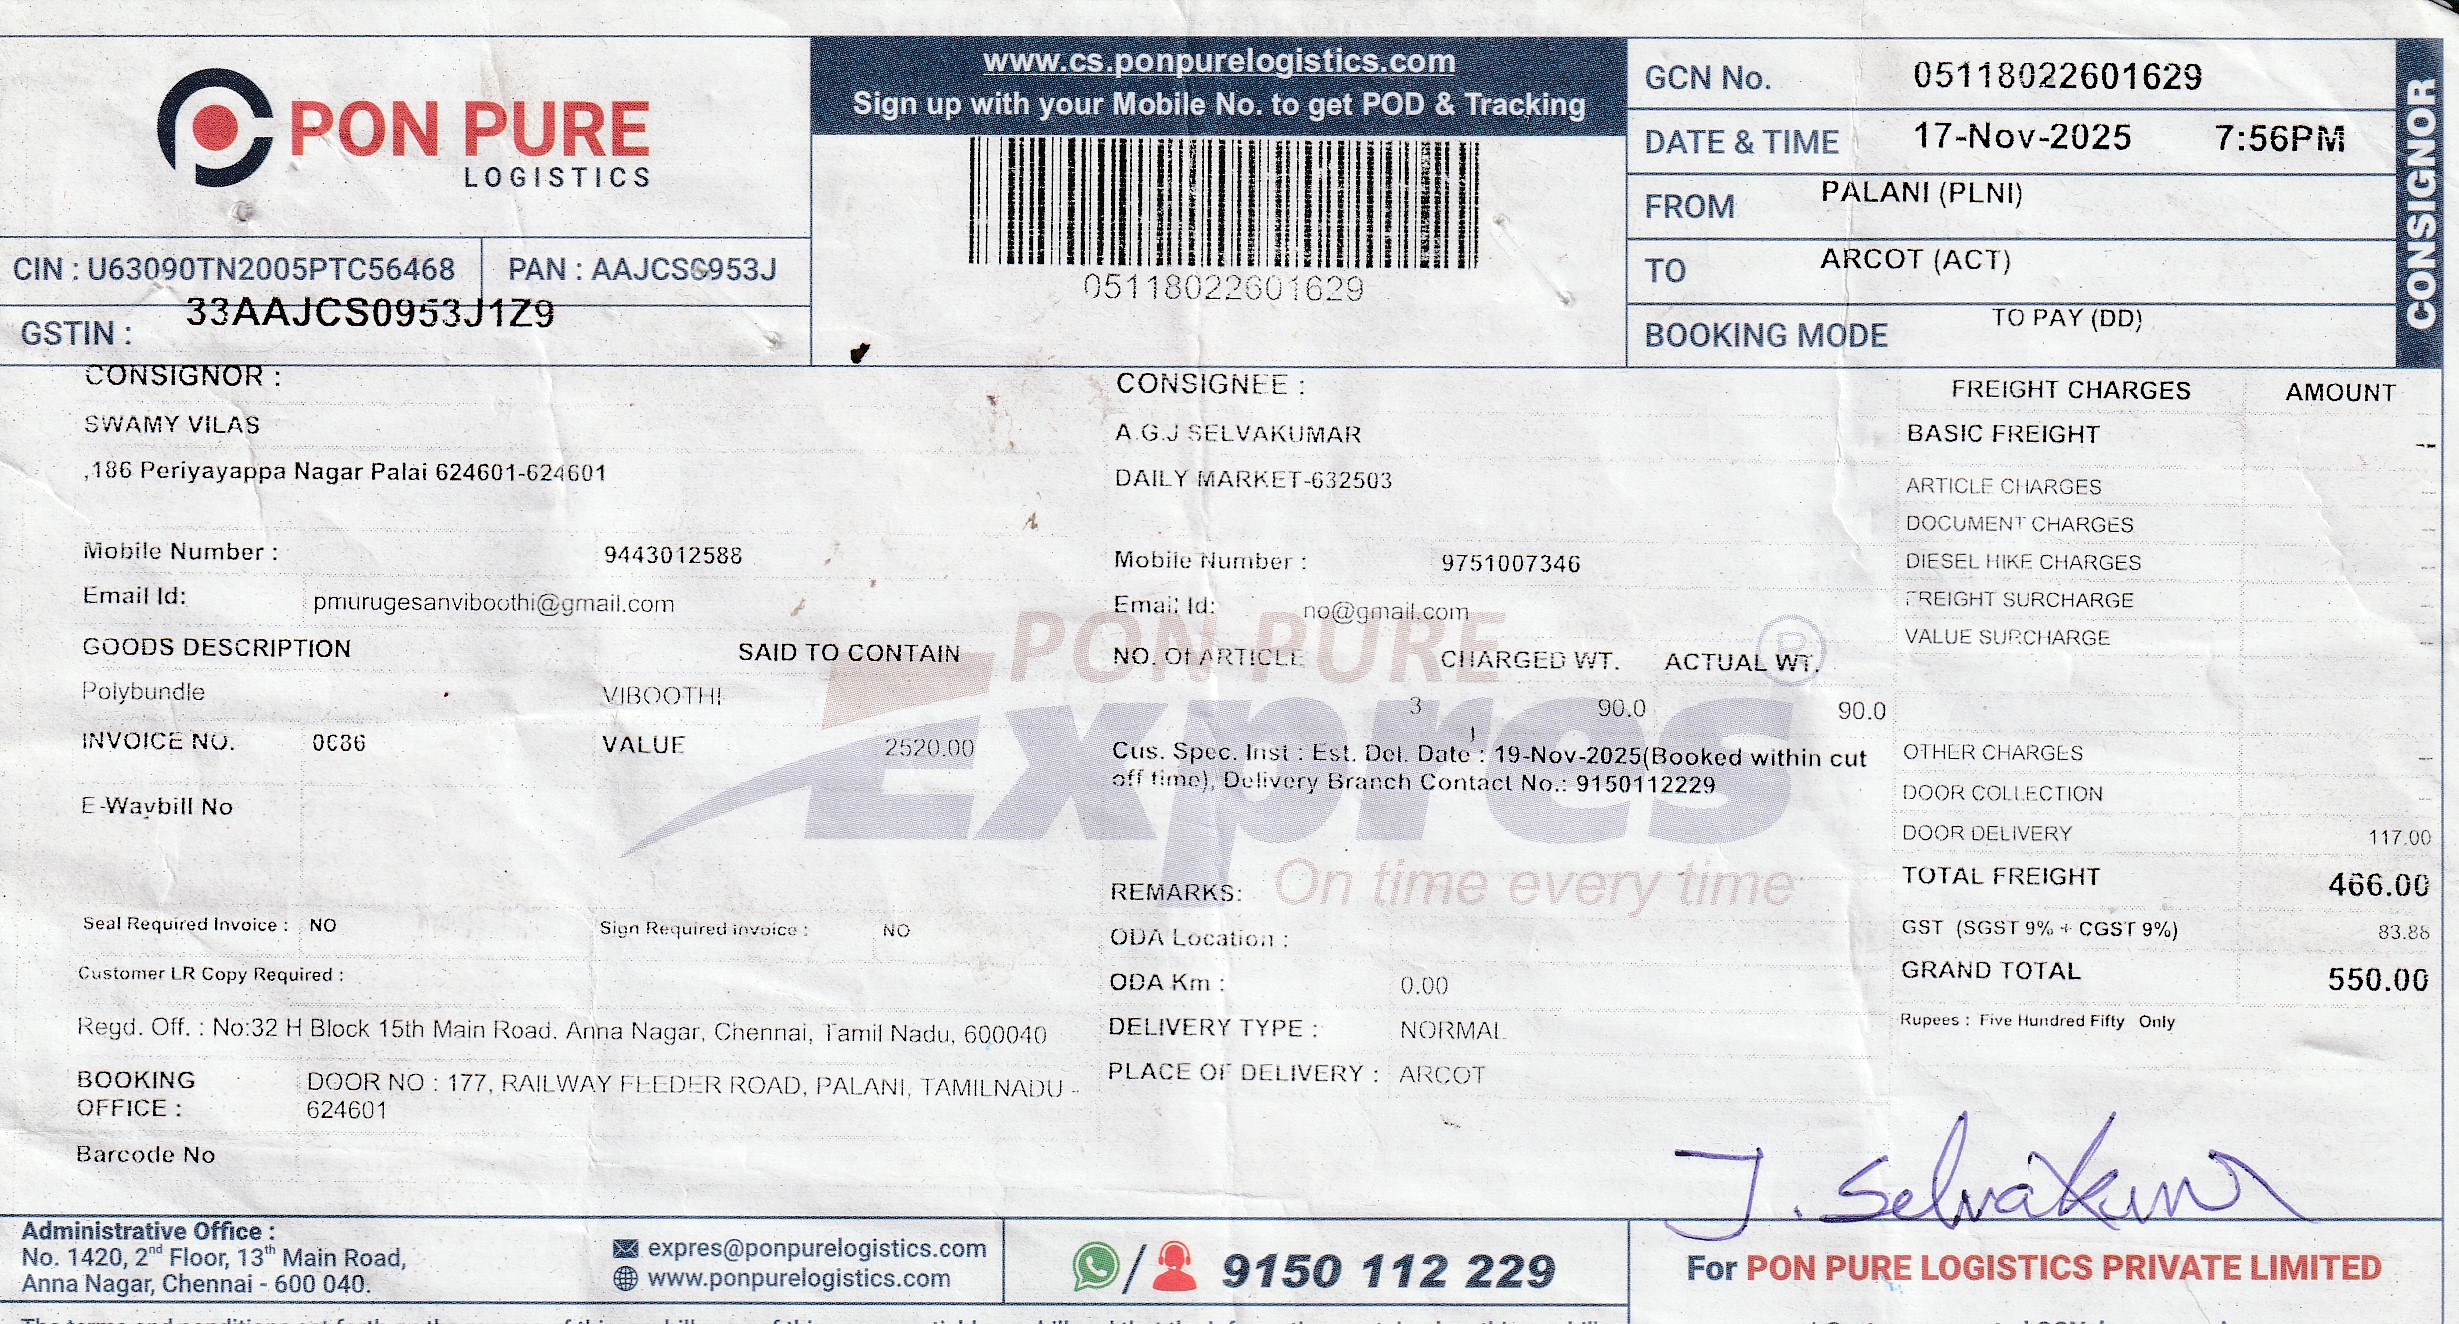 PON PURE
LOGISTICS
www.cs.ponpurelogistics.com
Sign up with your Mobile No. to get POD & Tracking
05118022601629
GCN No. 05118022601629
DATE & TIME 17-Nov-2025 7:56PM
FROM PALANI (PLNI)
TO ARCOT (ACT)
BOOKING MODE TO PAY (DD)
CONSIGNOR
CIN : U63090TN2005PTC56468 PAN : AAJCS0953J
GSTIN : 33AAJCS0953J1Z9
CONSIGNOR :
SWAMY VILAS
,186 Periyayappa Nagar Palai 624601-624601
Mobile Number : 9443012588
Email Id: pmurugesanviboothi@gmail.com
GOODS DESCRIPTION SAID TO CONTAIN
Polybundle VIBOOTHI
INVOICE NO. 0086 VALUE 2520.00
E-Waybill No
Seal Required Invoice : NO Sign Required invoice : NO
Customer LR Copy Required :
Regd. Off. : No:32 H Block 15th Main Road, Anna Nagar, Chennai, Tamil Nadu, 600040
BOOKING OFFICE : DOOR NO : 177, RAILWAY FEEDER ROAD, PALANI, TAMILNADU -
624601
Barcode No
CONSIGNEE :
A.G.J SELVAKUMAR
DAILY MARKET-632503
Mobile Number : 9751007346
Email Id: no@gmail.com
NO. Of ARTICLE CHARGED WT. ACTUAL WT.
3 90.0 90.0
Cus. Spec. Inst : Est. Del. Date : 19-Nov-2025(Booked within cut
off time), Delivery Branch Contact No.: 9150112229
PON PURE
Expres ®
On time every time
REMARKS:
ODA Location :
ODA Km : 0.00
DELIVERY TYPE : NORMAL
PLACE OF DELIVERY : ARCOT
FREIGHT CHARGES AMOUNT
BASIC FREIGHT --
ARTICLE CHARGES --
DOCUMENT CHARGES --
DIESEL HIKE CHARGES --
FREIGHT SURCHARGE --
VALUE SURCHARGE --
OTHER CHARGES --
DOOR COLLECTION --
DOOR DELIVERY 117.00
TOTAL FREIGHT 466.00
GST (SGST 9% + CGST 9%) 83.88
GRAND TOTAL 550.00
Rupees : Five Hundred Fifty Only
J. Selvakumar
Administrative Office :
No. 1420, 2nd Floor, 13th Main Road,
Anna Nagar, Chennai - 600 040.
expres@ponpurelogistics.com
www.ponpurelogistics.com
9150 112 229
For PON PURE LOGISTICS PRIVATE LIMITED